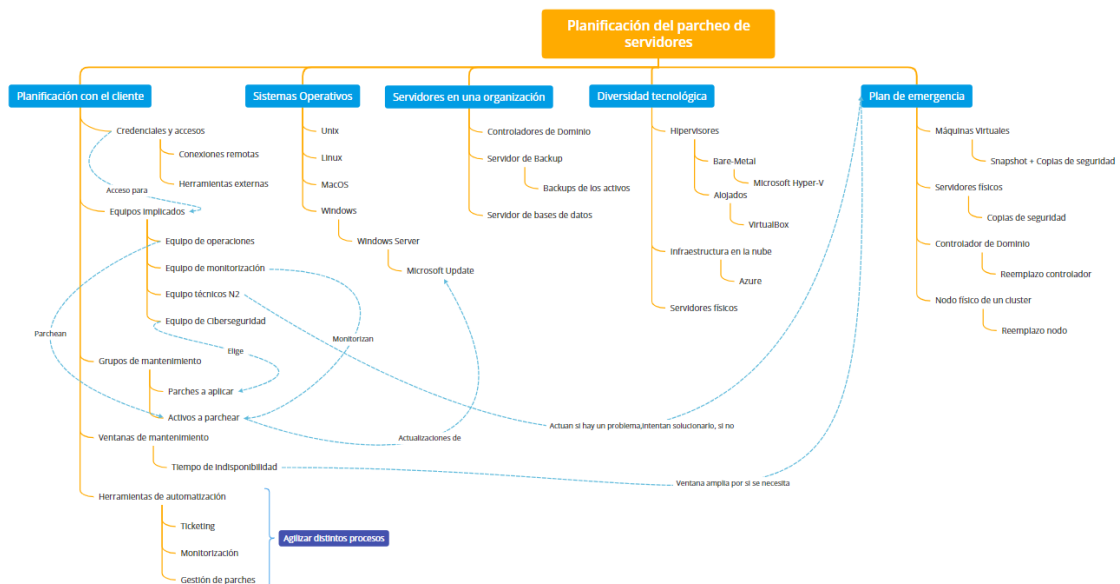 Planificación del parcheo de
servidores
Planificación con el cliente
Sistemas Operativos
Servidores en una organización
Diversidad tecnológica
Plan de emergencia
Credenciales y accesos
Conexiones remotas
Herramientas externas
Acceso para
Equipos implicados
Equipo de operaciones
Equipo de monitorización
Equipo técnicos N2
Equipo de Ciberseguridad
Parchean
Monitorizan
Elige
Grupos de mantenimiento
Parches a aplicar
Activos a parchear
Ventanas de mantenimiento
Tiempo de indisponibilidad
Herramientas de automatización
Ticketing
Monitorización
Gestión de parches
Agilizar distintos procesos
Unix
Linux
MacOS
Windows
Windows Server
Microsoft Update
Actualizaciones de
Controladores de Dominio
Servidor de Backup
Backups de los activos
Servidor de bases de datos
Hipervisores
Bare-Metal
Microsoft Hyper-V
Alojados
VirtualBox
Infraestructura en la nube
Azure
Servidores físicos
Actuan si hay un problema,intentan solucionarlo, si no
Ventana amplia por si se necesita
Máquinas Virtuales
Snapshot + Copias de seguridad
Servidores físicos
Copias de seguridad
Controlador de Dominio
Reemplazo controlador
Nodo físico de un cluster
Reemplazo nodo